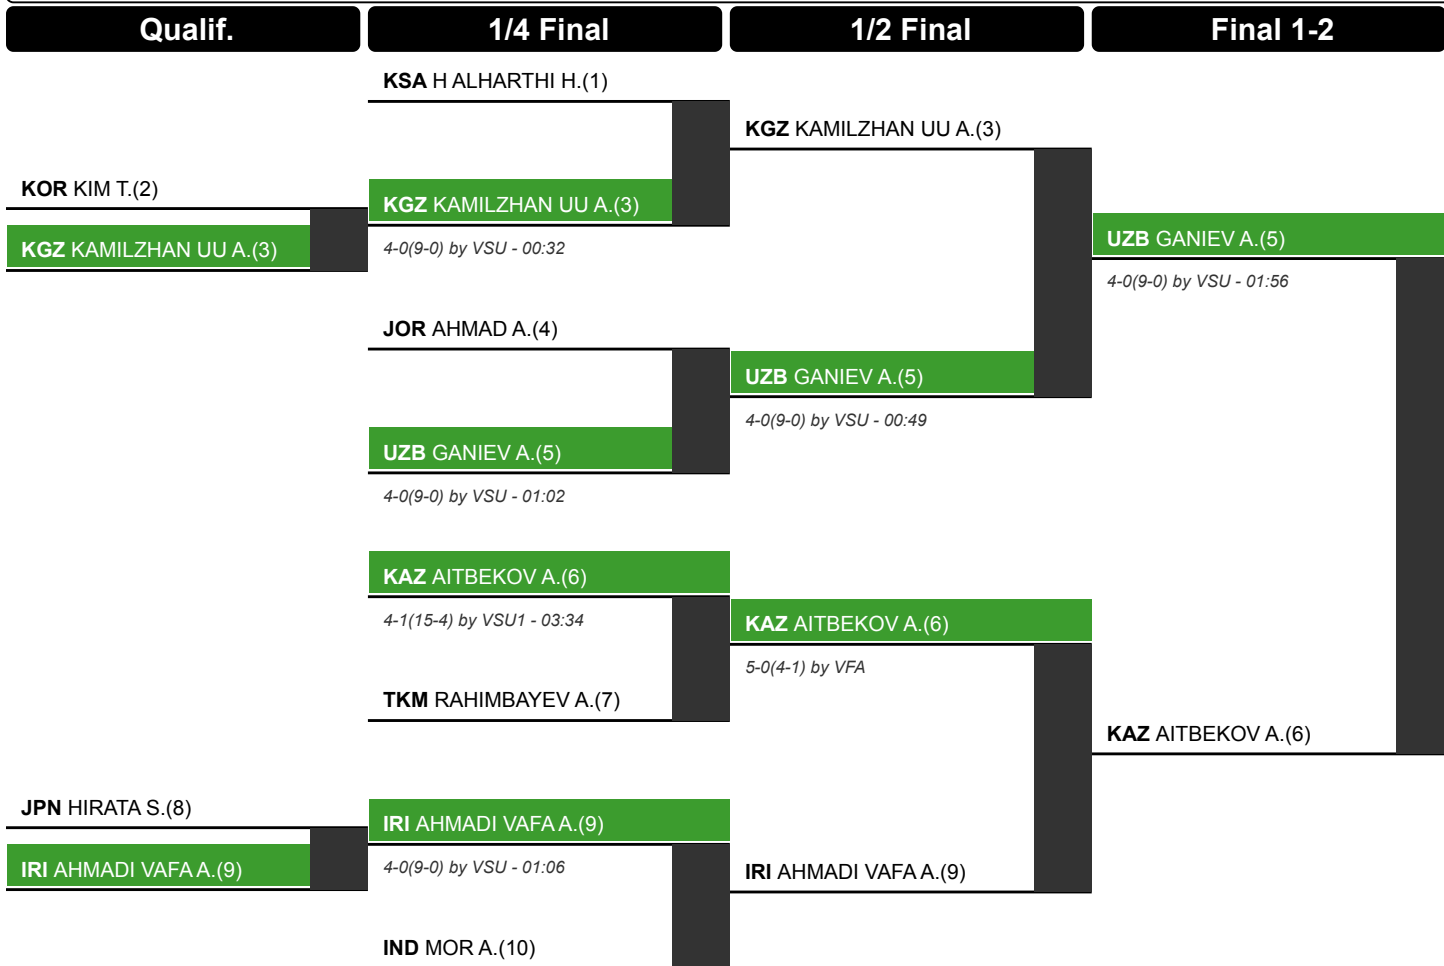 Qualif.
1/4 Final
1/2 Final
Final 1-2
KSA H ALHARTHI H.(1)
KGZ KAMILZHAN UU A.(3)
KOR KIM T.(2)
KGZ KAMILZHAN UU A.(3)
KGZ KAMILZHAN UU A.(3)
4-0(9-0) by VSU - 00:32
UZB GANIEV A.(5)
4-0(9-0) by VSU - 01:56
JOR AHMAD A.(4)
UZB GANIEV A.(5)
4-0(9-0) by VSU - 00:49
UZB GANIEV A.(5)
4-0(9-0) by VSU - 01:02
KAZ AITBEKOV A.(6)
4-1(15-4) by VSU1 - 03:34
KAZ AITBEKOV A.(6)
5-0(4-1) by VFA
TKM RAHIMBAYEV A.(7)
KAZ AITBEKOV A.(6)
JPN HIRATA S.(8)
IRI AHMADI VAFA A.(9)
IRI AHMADI VAFA A.(9)
4-0(9-0) by VSU - 01:06
IRI AHMADI VAFA A.(9)
IND MOR A.(10)